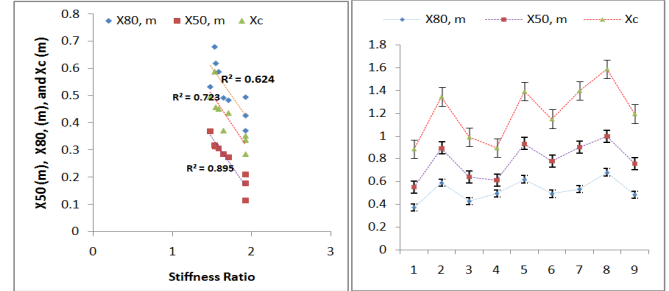 X80, m X50, m Xc
0.8
0.7
0.6
0.5
0.4
0.3
0.2
0.1
0
R² = 0.624
R² = 0.723
R² = 0.895
0 1 2 3
Stiffness Ratio
X50 (m), X80, (m), and Xc (m)
X80, m X50, m Xc
1.8
1.6
1.4
1.2
1
0.8
0.6
0.4
0.2
0
1 2 3 4 5 6 7 8 9